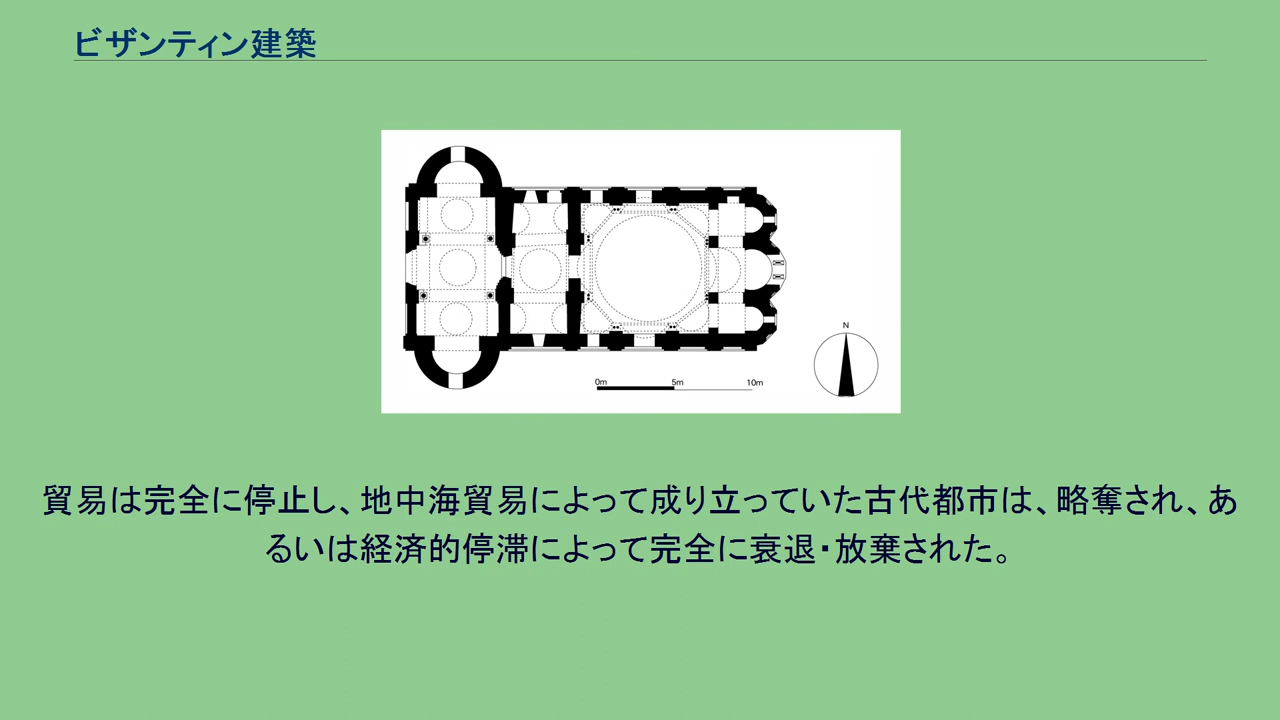 ビザンティン建築
N
0m 5m 10m
貿易は完全に停止し、地中海貿易によって成り立っていた古代都市は、略奪され、あ
るいは経済的停滞によって完全に衰退・放棄された。